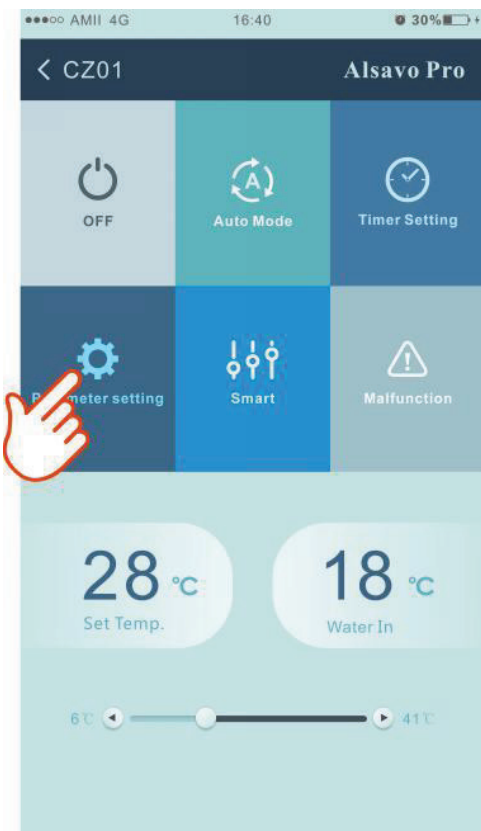 AMII 4G 16:40 30%
CZ01 Alsavo Pro
OFF Auto Mode Timer Setting
meter setting Smart Malfunction
28 °C 18 °C
Set Temp. Water In
6℃ 41℃